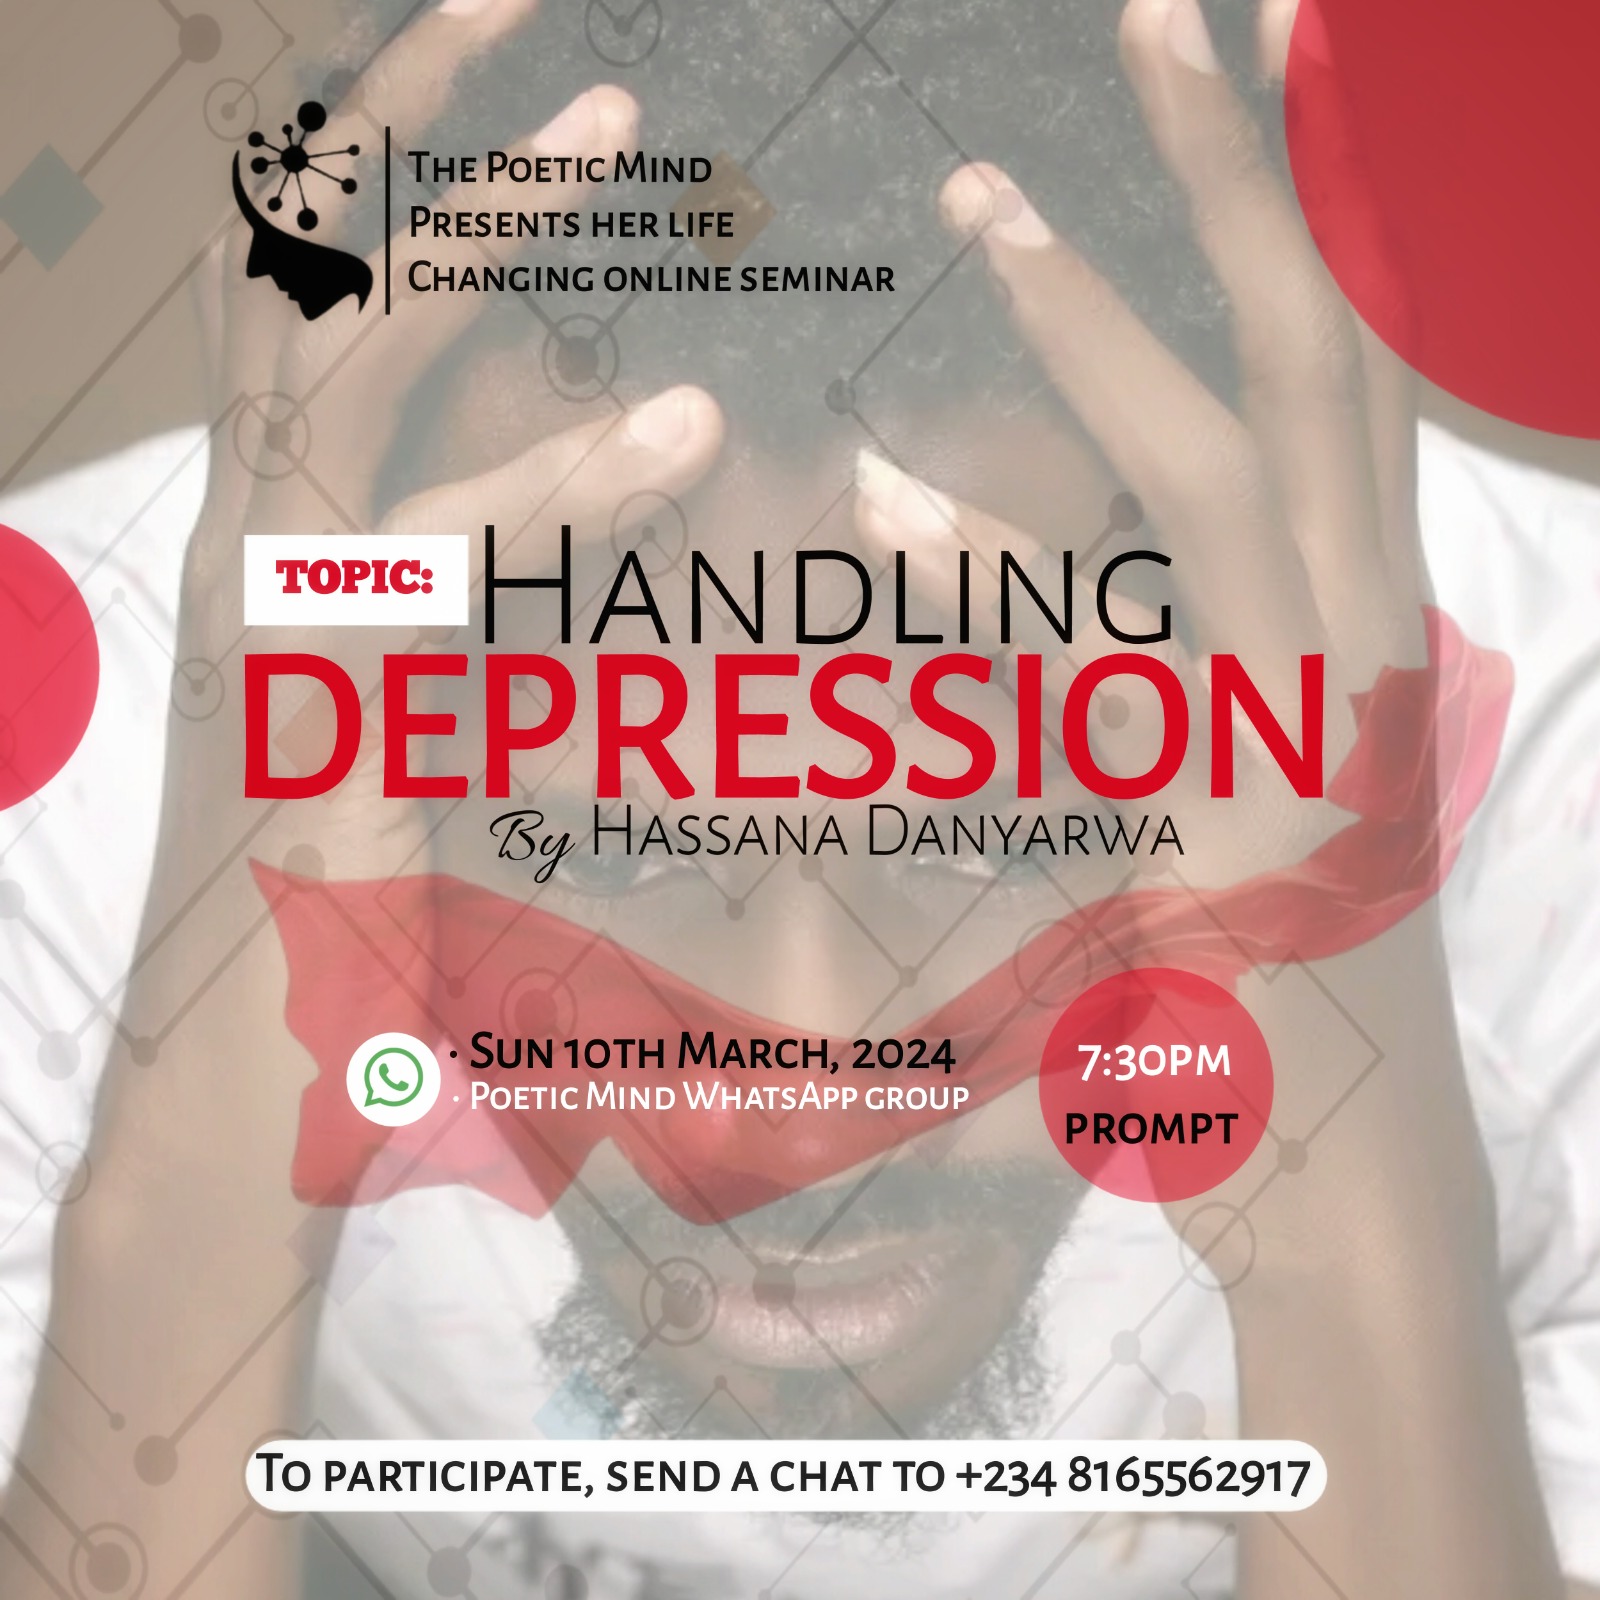 The Poetic Mind
Presents her life
Changing online seminar
TOPIC:
Handling
DEPRESSION
By Hassana Danyarwa
· Sun 10th March, 2024
· Poetic Mind WhatsApp group
7:30PM
PROMPT
To participate, send a chat to +234 8165562917